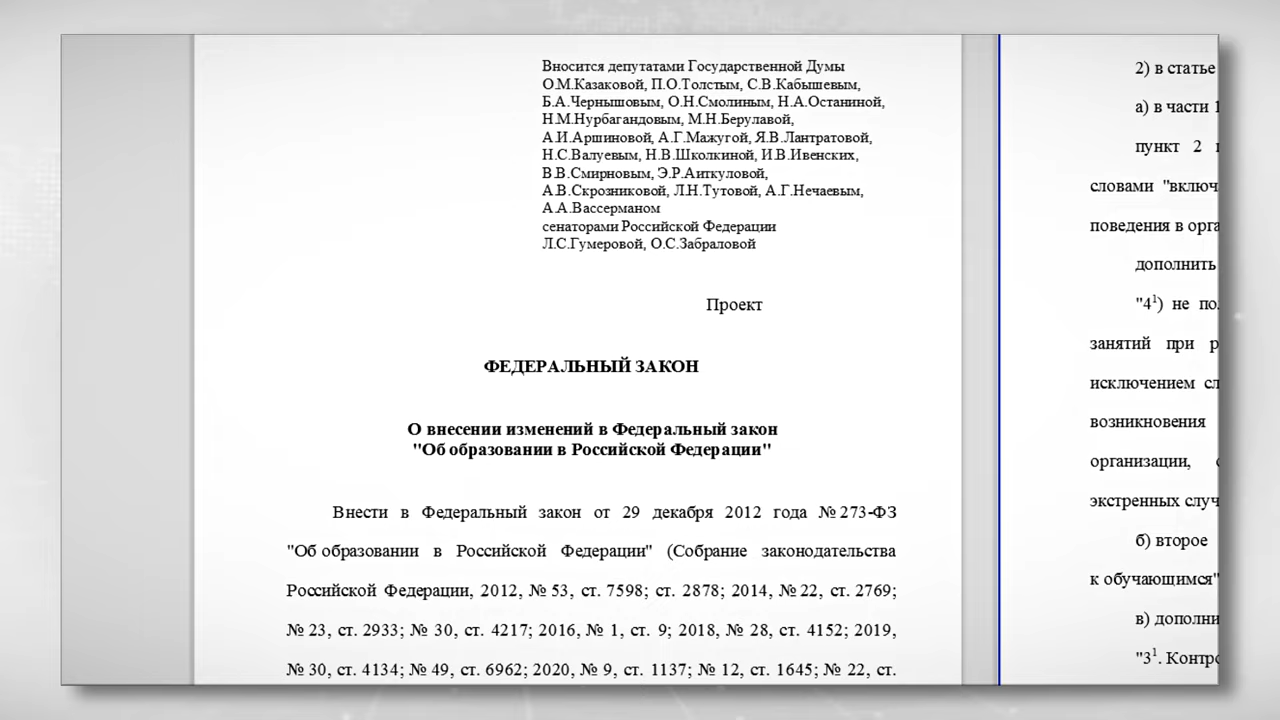 Вносится депутатами Государственной Думы
О.М.Казаковой, П.О.Толстым, С.В.Кабышевым,
Б.А.Чернышовым, О.Н.Смолиным, Н.А.Останиной,
Н.М.Нурбагандовым, М.Н.Берулавой,
А.И.Аршиновой, А.Г.Мажугой, Я.В.Лантратовой,
Н.С.Валуевым, Н.В.Школкиной, И.В.Ивенских,
В.В.Смирновым, Э.Р.Аиткуловой,
А.В.Скрозниковой, Л.Н.Тутовой, А.Г.Нечаевым,
А.А.Вассерманом
сенаторами Российской Федерации
Л.С.Гумеровой, О.С.Забраловой
Проект
ФЕДЕРАЛЬНЫЙ ЗАКОН
О внесении изменений в Федеральный закон
"Об образовании в Российской Федерации"
Внести в Федеральный закон от 29 декабря 2012 года № 273-ФЗ
"Об образовании в Российской Федерации" (Собрание законодательства
Российской Федерации, 2012, № 53, ст. 7598; ст. 2878; 2014, № 22, ст. 2769;
№ 23, ст. 2933; № 30, ст. 4217; 2016, № 1, ст. 9; 2018, № 28, ст. 4152; 2019,
№ 30, ст. 4134; № 49, ст. 6962; 2020, № 9, ст. 1137; № 12, ст. 1645; № 22, ст.
2) в статье
а) в части 1
пункт 2
словами "включ
поведения в орга
дополнить
"4¹) не по
занятий при р
исключением сл
возникновения
организации,
экстренных случ
б) второе
к обучающимся"
в) дополни
"3¹. Контро